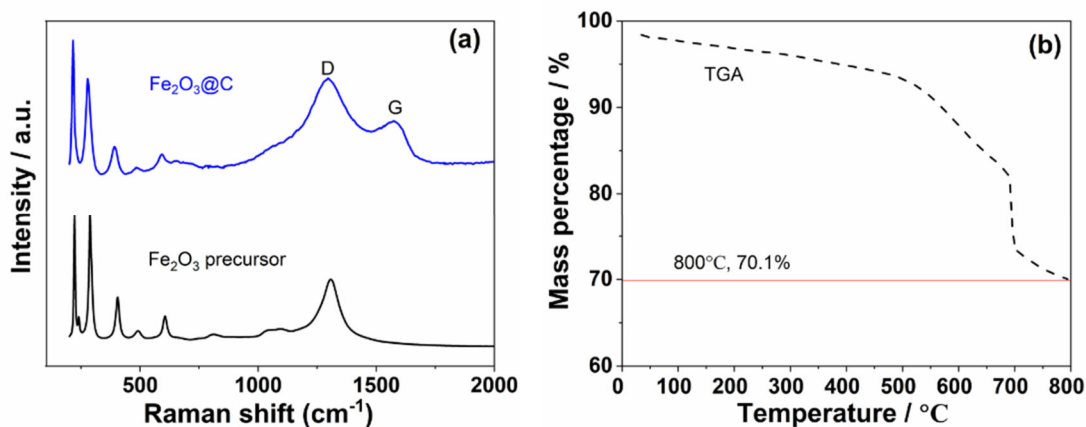 (a)
D
G
Fe₂O₃@C
Fe₂O₃ precursor
Intensity / a.u.
500
1000
1500
2000
Raman shift (cm⁻¹)
(b)
TGA
800℃, 70.1%
Mass percentage / %
100
90
80
70
60
0
100
200
300
400
500
600
700
800
Temperature / ℃